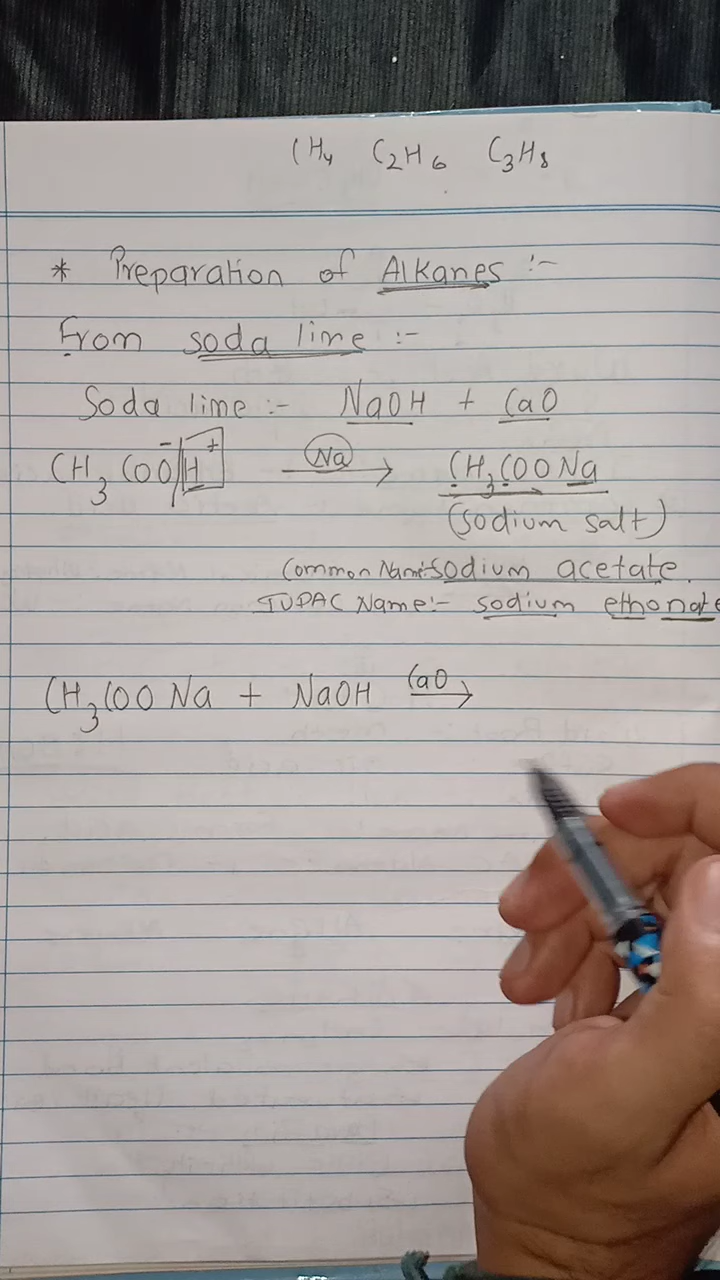 CH4 C2H6 C3H8
* Preparation of Alkanes :-
From soda lime :-
Soda lime :- NaOH + CaO
CH3COO-/H+ Na→ CH3COONa
(sodium salt)
Common Name:-sodium acetate.
IUPAC Name:- sodium ethonate
CH3COONa + NaOH CaO→